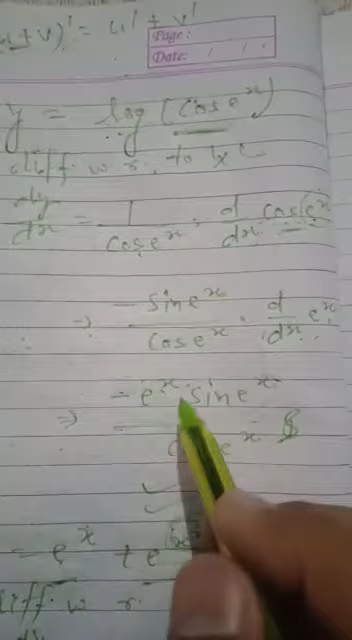 + v)' = u' + v'
Page:
Date:
y = log (cos eˣ)
diff w. r. to 'x'
dy/dx = 1/cos eˣ · d/dx cos(eˣ
⇒ -sin eˣ/cos eˣ · d/dx eˣ
⇒ -eˣ · sin eˣ/ eˣ
= eˣ + e
diff w r